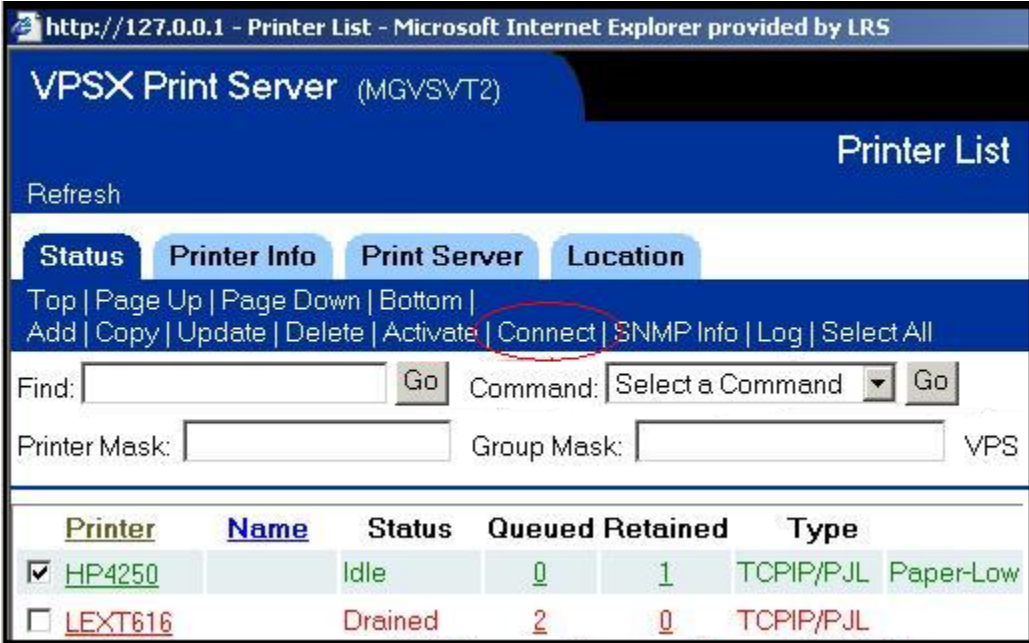 http://127.0.0.1 - Printer List - Microsoft Internet Explorer provided by LRS
VPSX Print Server (MGVSVT2)
Printer List
Refresh
Status Printer Info Print Server Location
Top | Page Up | Page Down | Bottom |
Add | Copy | Update | Delete | Activate | Connect | SNMP Info | Log | Select All
Find: Go Command: Select a Command Go
Printer Mask: Group Mask: VPS
Printer Name Status Queued Retained Type
HP4250 Idle 0 1 TCPIP/PJL Paper-Low
LEXT616 Drained 2 0 TCPIP/PJL